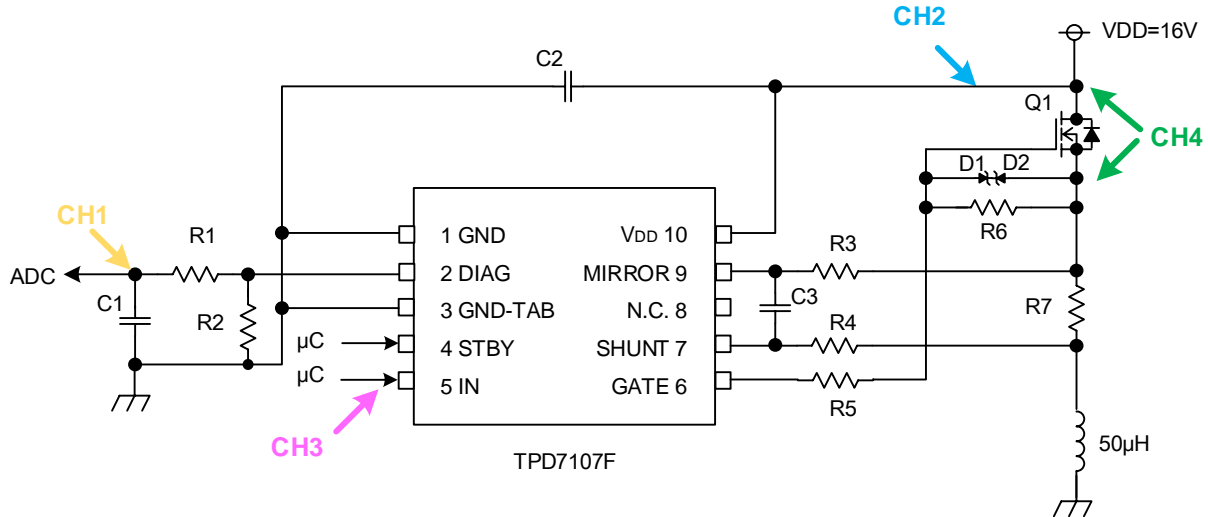 CH2
VDD=16V
C2
Q1
CH4
D1 D2
CH1
R1
1 GND
VDD 10
R6
R3
ADC
2 DIAG
MIRROR 9
C1
R2
3 GND-TAB
N.C. 8
C3
R7
µC
4 STBY
SHUNT 7
R4
µC
5 IN
GATE 6
R5
CH3
TPD7107F
50µH